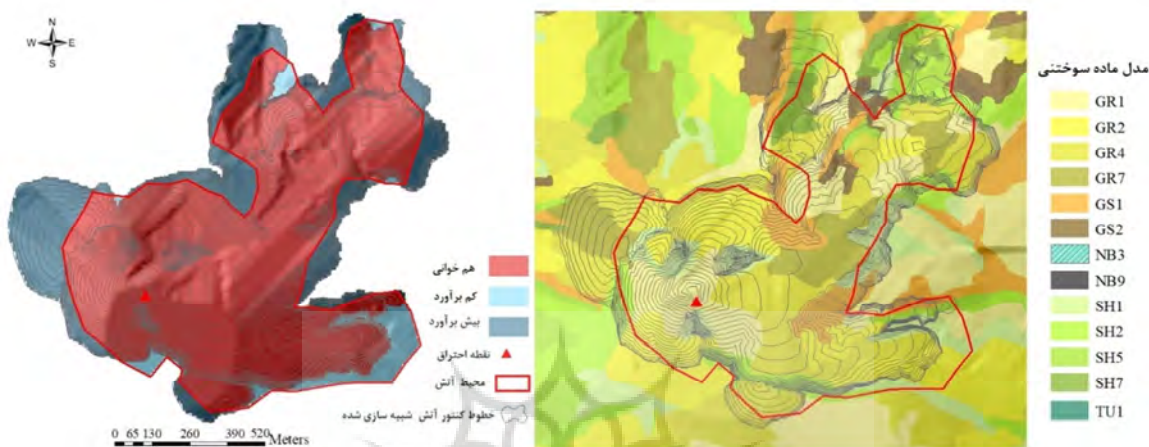 N
W E
S
هم خوانی
کم برآورد
بیش برآورد
نقطه احتراق
محیط آتش
خطوط کنتور آتش شبیه سازی شده
0 65 130 260 390 520 Meters
مدل ماده سوختنی
GR1
GR2
GR4
GR7
GS1
GS2
NB3
NB9
SH1
SH2
SH5
SH7
TU1